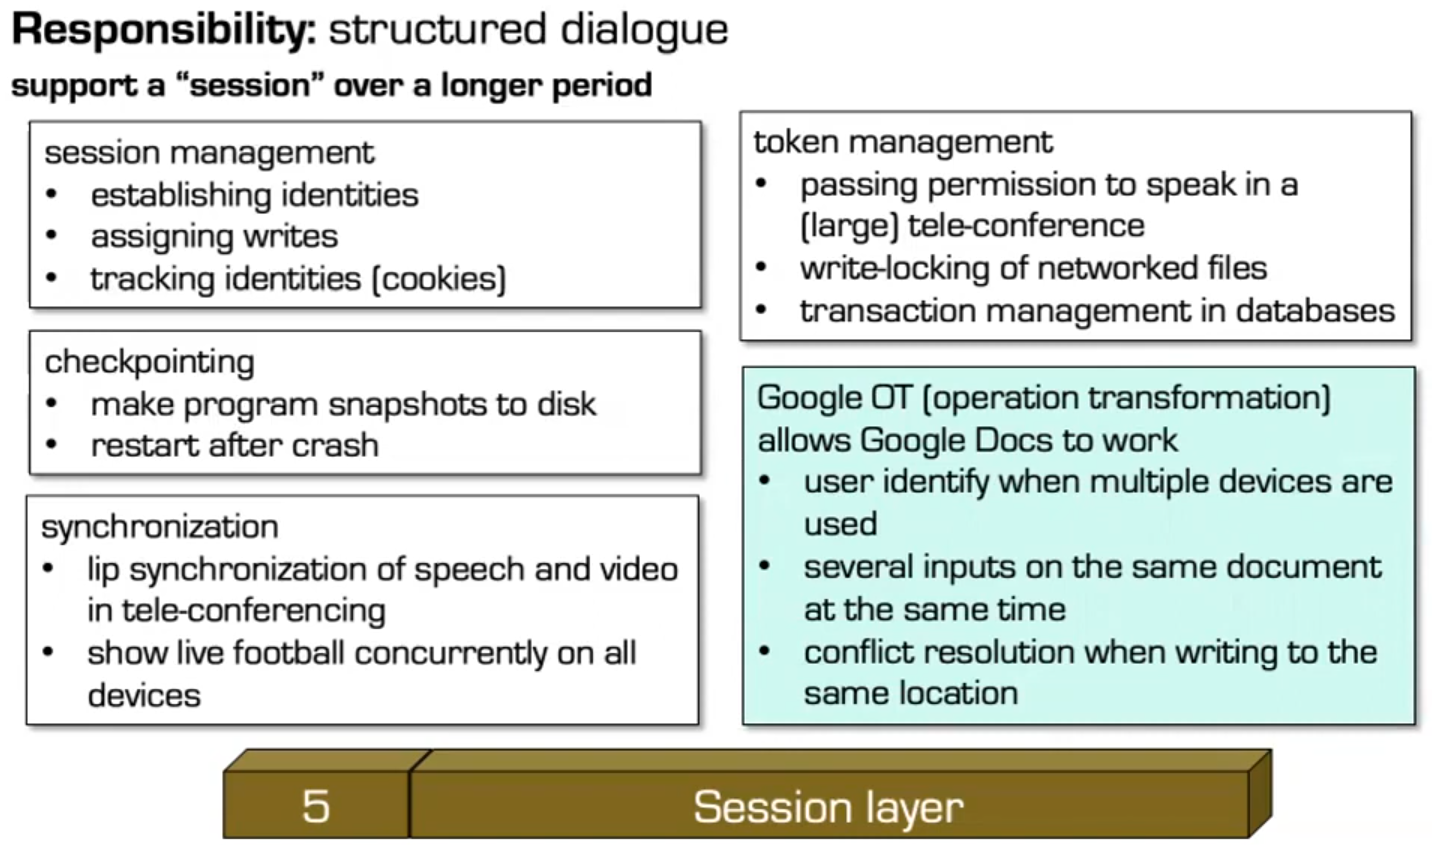 Responsibility: structured dialogue
support a “session” over a longer period
session management
• establishing identities
• assigning writes
• tracking identities (cookies)
checkpointing
• make program snapshots to disk
• restart after crash
synchronization
• lip synchronization of speech and video
in tele-conferencing
• show live football concurrently on all
devices
token management
• passing permission to speak in a
(large) tele-conference
• write-locking of networked files
• transaction management in databases
Google OT (operation transformation)
allows Google Docs to work
• user identify when multiple devices are
used
• several inputs on the same document
at the same time
• conflict resolution when writing to the
same location
5 Session layer